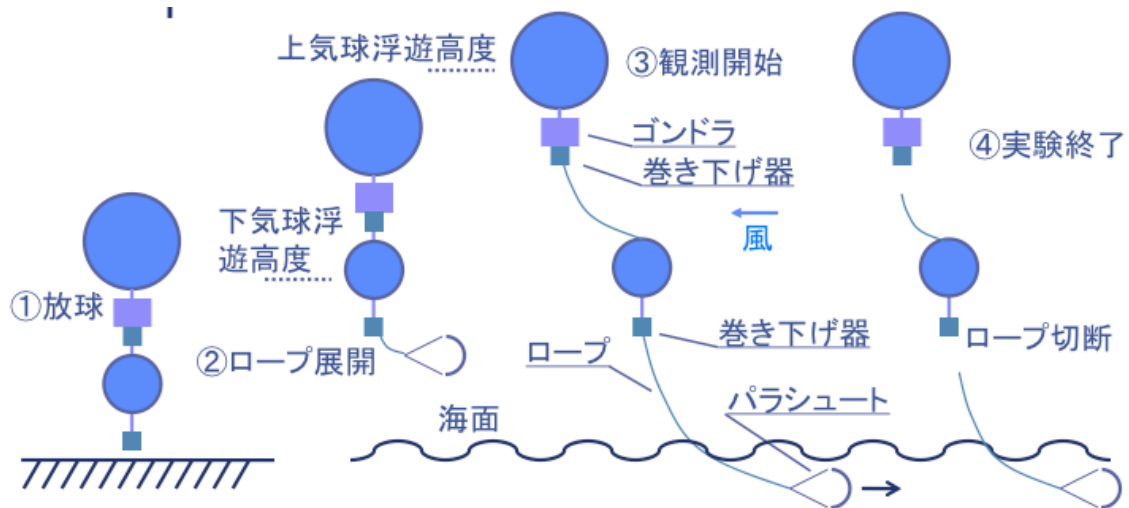 ①放球
②ロープ展開
下気球浮
遊高度
上気球浮遊高度
③観測開始
ゴンドラ
巻き下げ器
風
巻き下げ器
ロープ
パラシュート
海面
④実験終了
ロープ切断